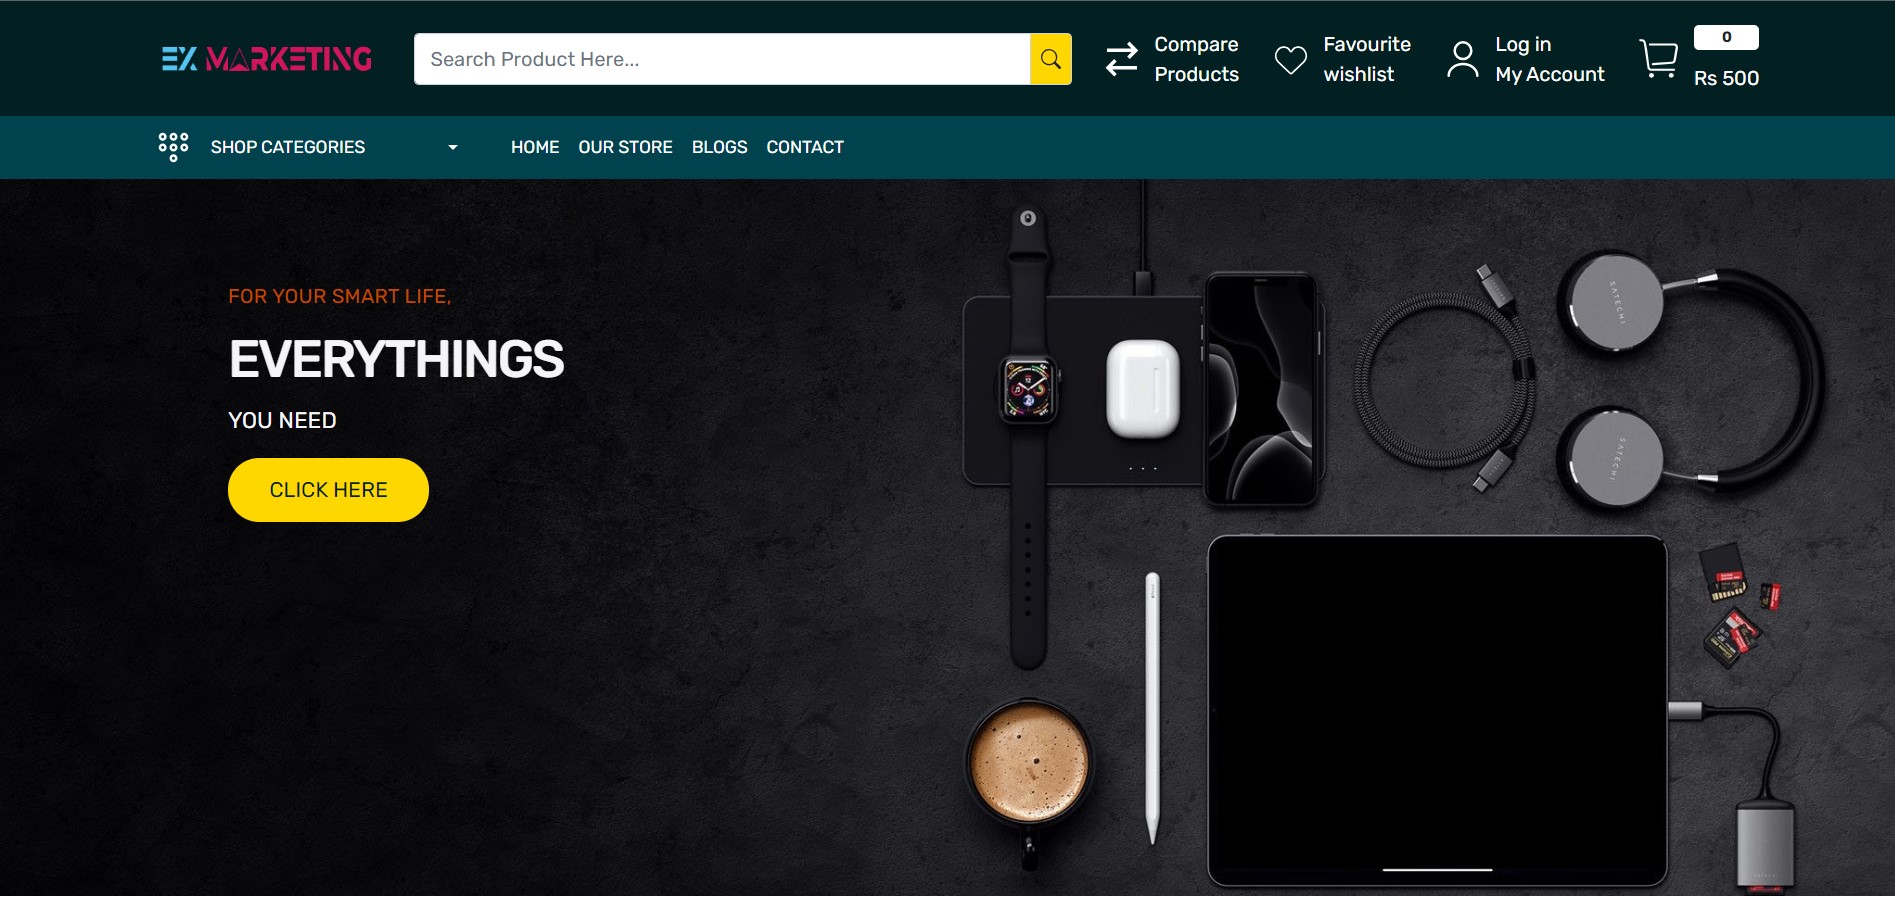 EX MARKETING
Search Product Here...
Compare
Products
Favourite
wishlist
Log in
My Account
0
Rs 500
SHOP CATEGORIES
HOME
OUR STORE
BLOGS
CONTACT
FOR YOUR SMART LIFE,
EVERYTHINGS
YOU NEED
CLICK HERE
SATECHI
SATECHI